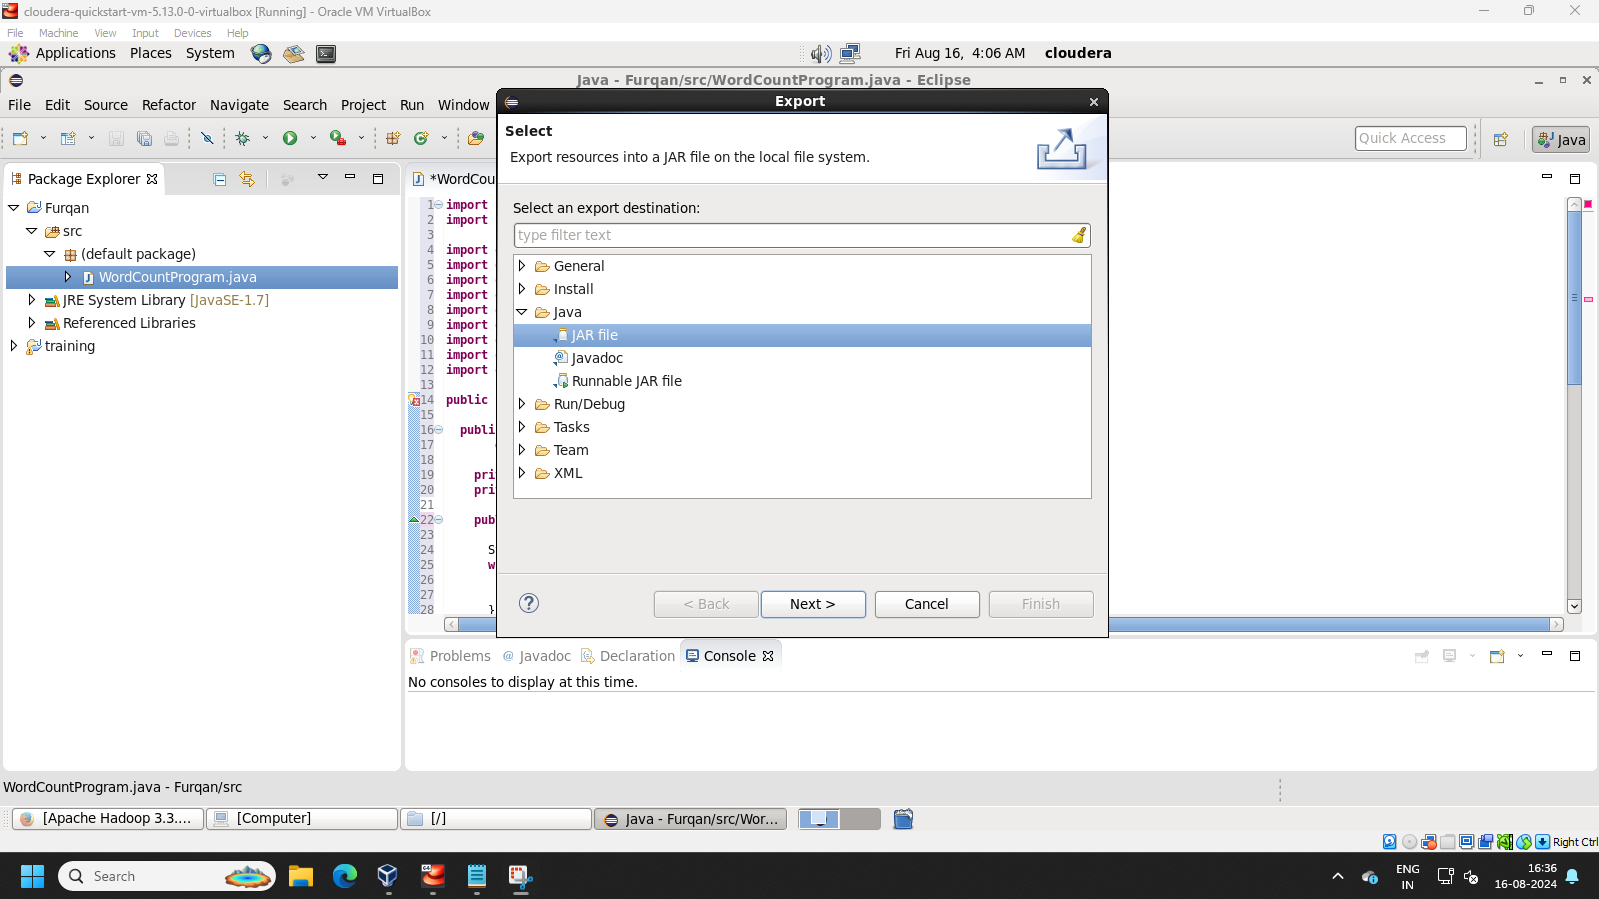 cloudera-quickstart-vm-5.13.0-0-virtualbox [Running] - Oracle VM VirtualBox
File Machine View Input Devices Help
Applications Places System
Fri Aug 16, 4:06 AM cloudera
Java - Furqan/src/WordCountProgram.java - Eclipse
File Edit Source Refactor Navigate Search Project Run Window
Quick Access
Java
Package Explorer
Furqan
src
(default package)
WordCountProgram.java
JRE System Library [JavaSE-1.7]
Referenced Libraries
training
*WordCou
1 import
2 import
3
4 import
5 import
6 import
7 import
8 import
9 import
10 import
11 import
12 import
13
14 public
15
16 publi
17
18
19 pri
20 pri
21
22 pub
23
24 S
25 w
26
27
28 }
Export
Select
Export resources into a JAR file on the local file system.
Select an export destination:
type filter text
General
Install
Java
JAR file
Javadoc
Runnable JAR file
Run/Debug
Tasks
Team
XML
?
< Back Next > Cancel Finish
Problems @ Javadoc Declaration Console
No consoles to display at this time.
WordCountProgram.java - Furqan/src
[Apache Hadoop 3.3.... [Computer] [/] Java - Furqan/src/Wor...
Right Ctrl
Search
ENG
IN
16:36
16-08-2024